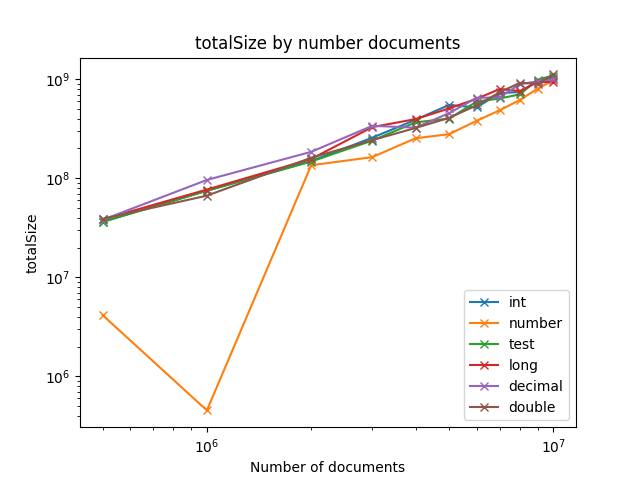 totalSize by number documents
totalSize
10^9
10^8
10^7
10^6
int
number
test
long
decimal
double
10^6
10^7
Number of documents